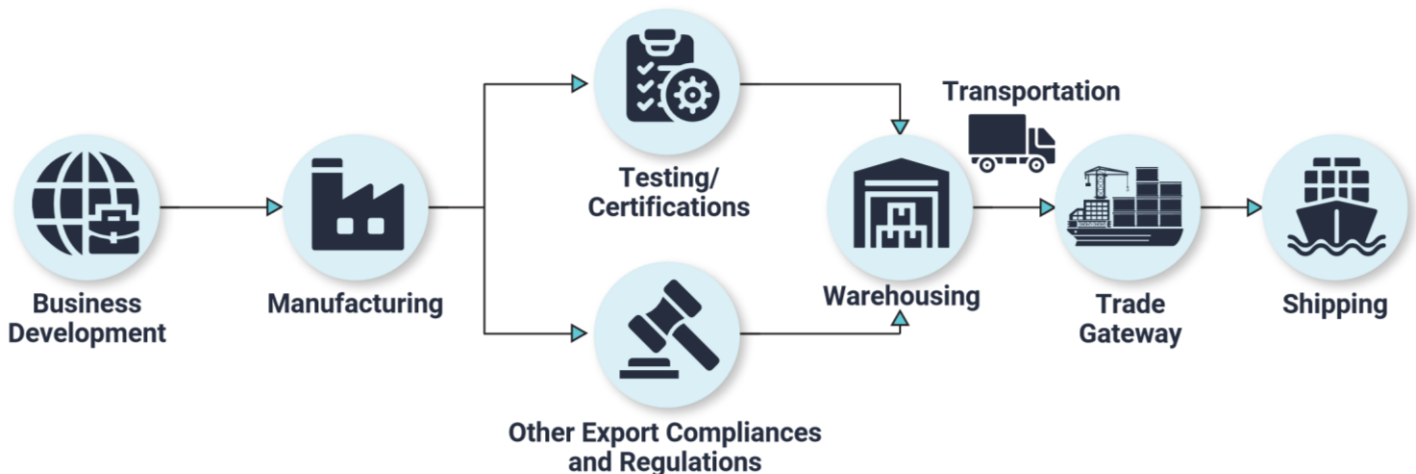 Business
Development
Manufacturing
Testing/
Certifications
Other Export Compliances
and Regulations
Warehousing
Transportation
Trade
Gateway
Shipping